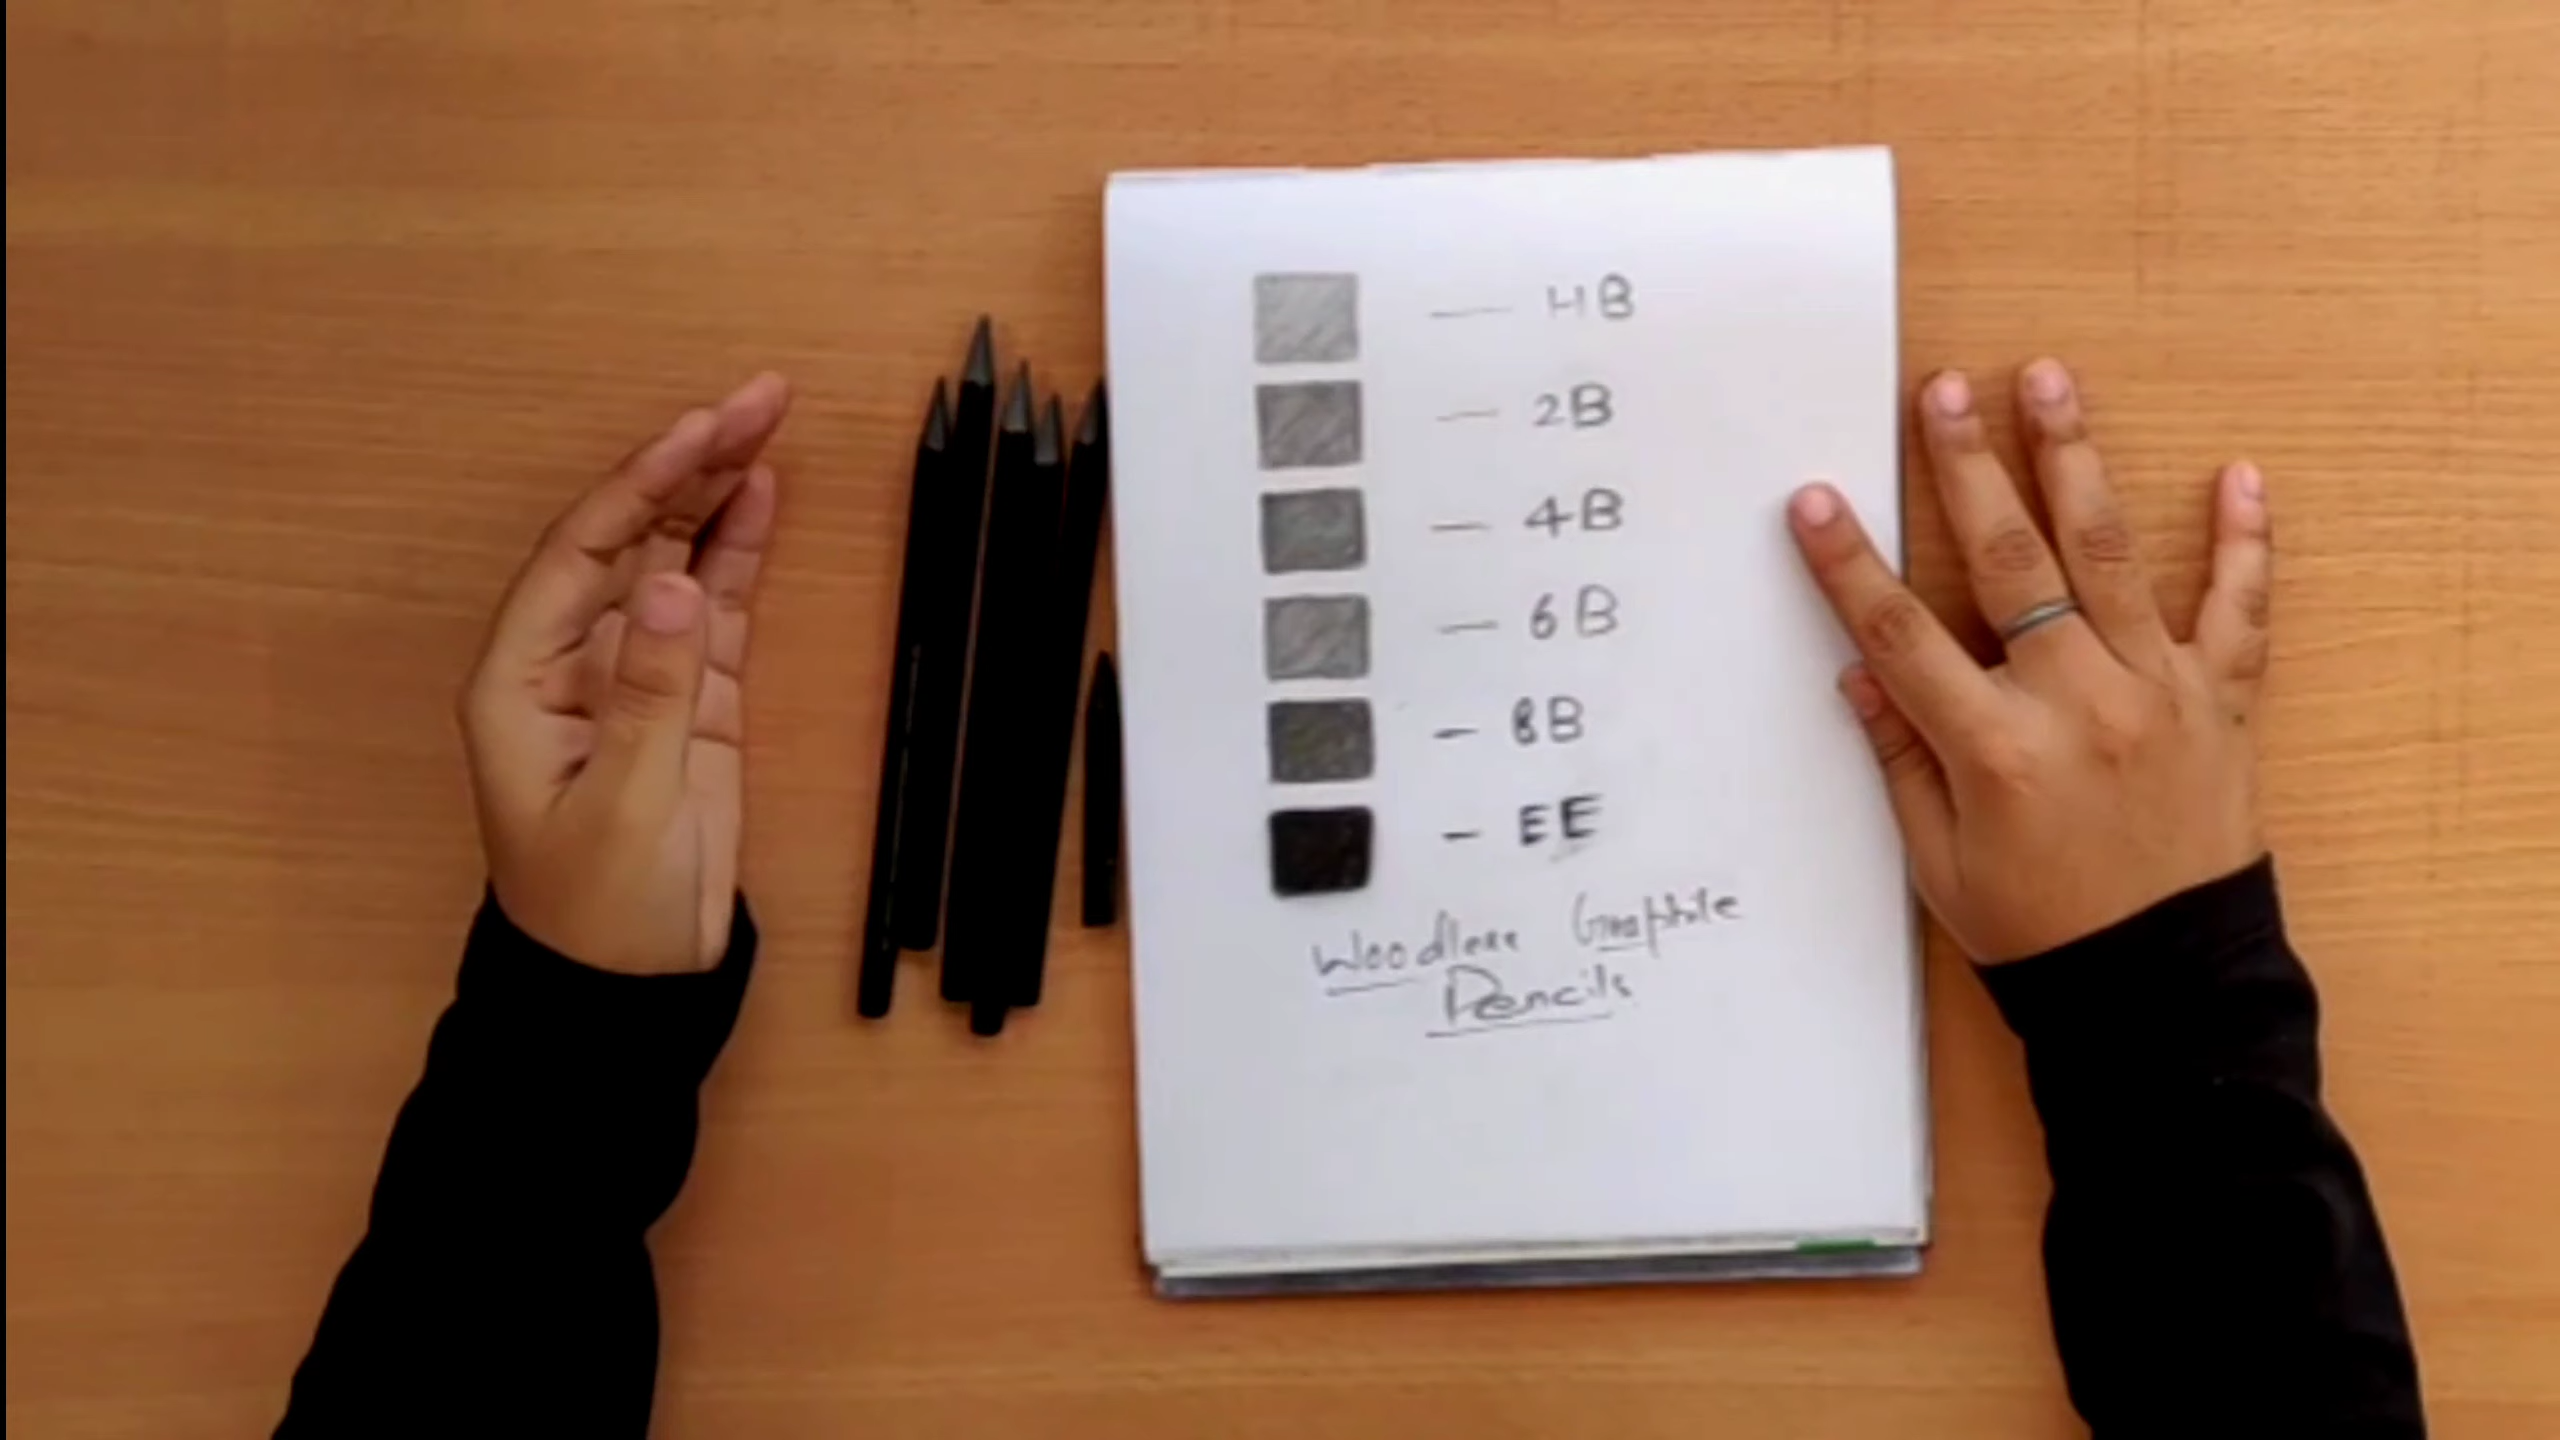 — HB
— 2B
— 4B
— 6B
— 8B
— EE
Woodless Graphite
Pencils